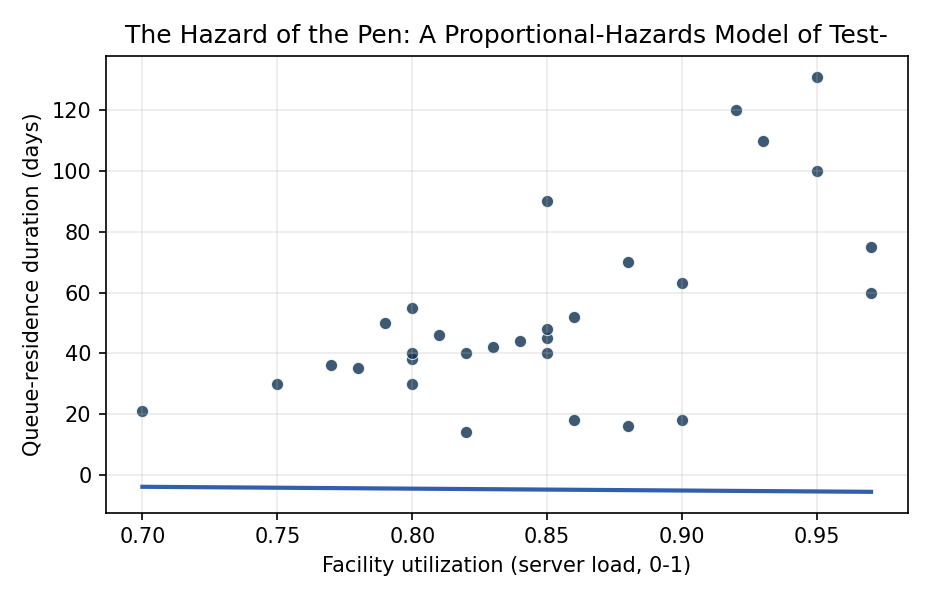 The Hazard of the Pen: A Proportional-Hazards Model of Test-
Queue-residence duration (days)
120
100
80
60
40
20
0
0.70 0.75 0.80 0.85 0.90 0.95
Facility utilization (server load, 0-1)